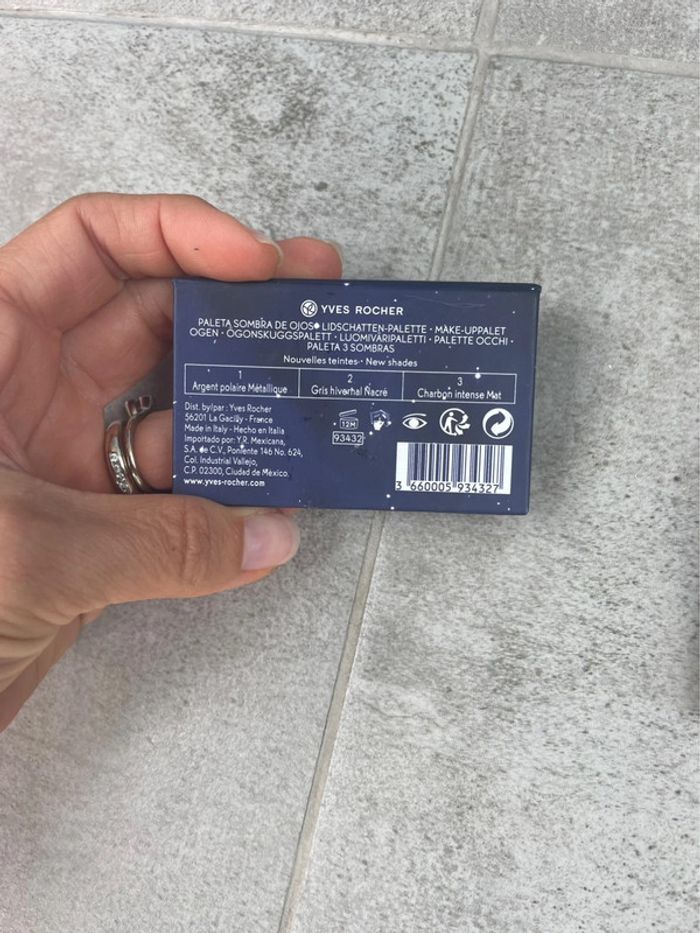 YVES ROCHER
PALETA SOMBRA DE OJOS • LIDSCHATTEN-PALETTE • MAKE-UPPALET
OGEN • ÖGONSKUGGSPALETT • LUOMIVÄRIPALETTI • PALETTE OCCHI •
PALETA 3 SOMBRAS
Nouvelles teintes • New shades
1
Argent polaire Métallique
2
Gris hivernal Nacré
3
Charbon intense Mat
Dist. by/par : Yves Rocher
56201 La Gacilly - France
Made in Italy - Hecho en Italia
Importado por: Y.R. Mexicana,
S.A. de C.V., Poniente 146 No. 624,
Col. Industrial Vallejo,
C.P. 02300, Ciudad de México.
www.yves-rocher.com
12M
93432
3 660005 934327